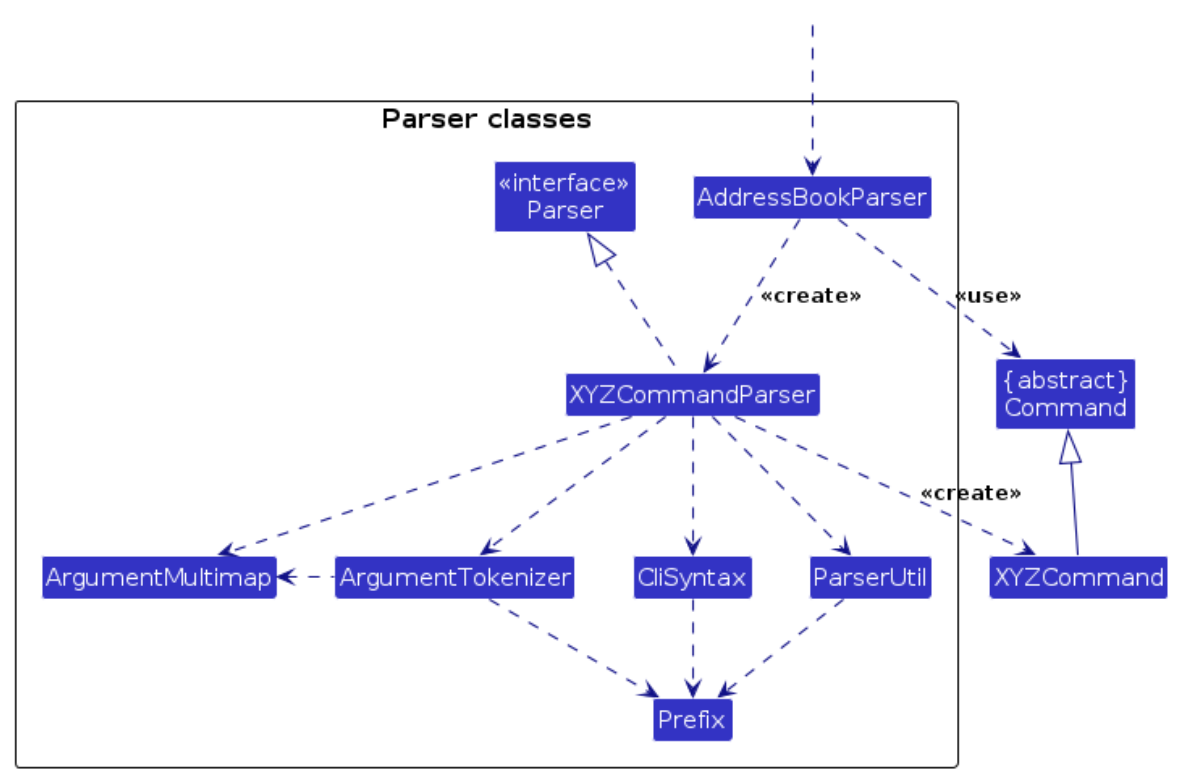 Parser classes
«interface»
Parser
AddressBookParser
«create»
«use»
XYZCommandParser
{abstract}
Command
«create»
ArgumentMultimap
ArgumentTokenizer
CliSyntax
ParserUtil
XYZCommand
Prefix